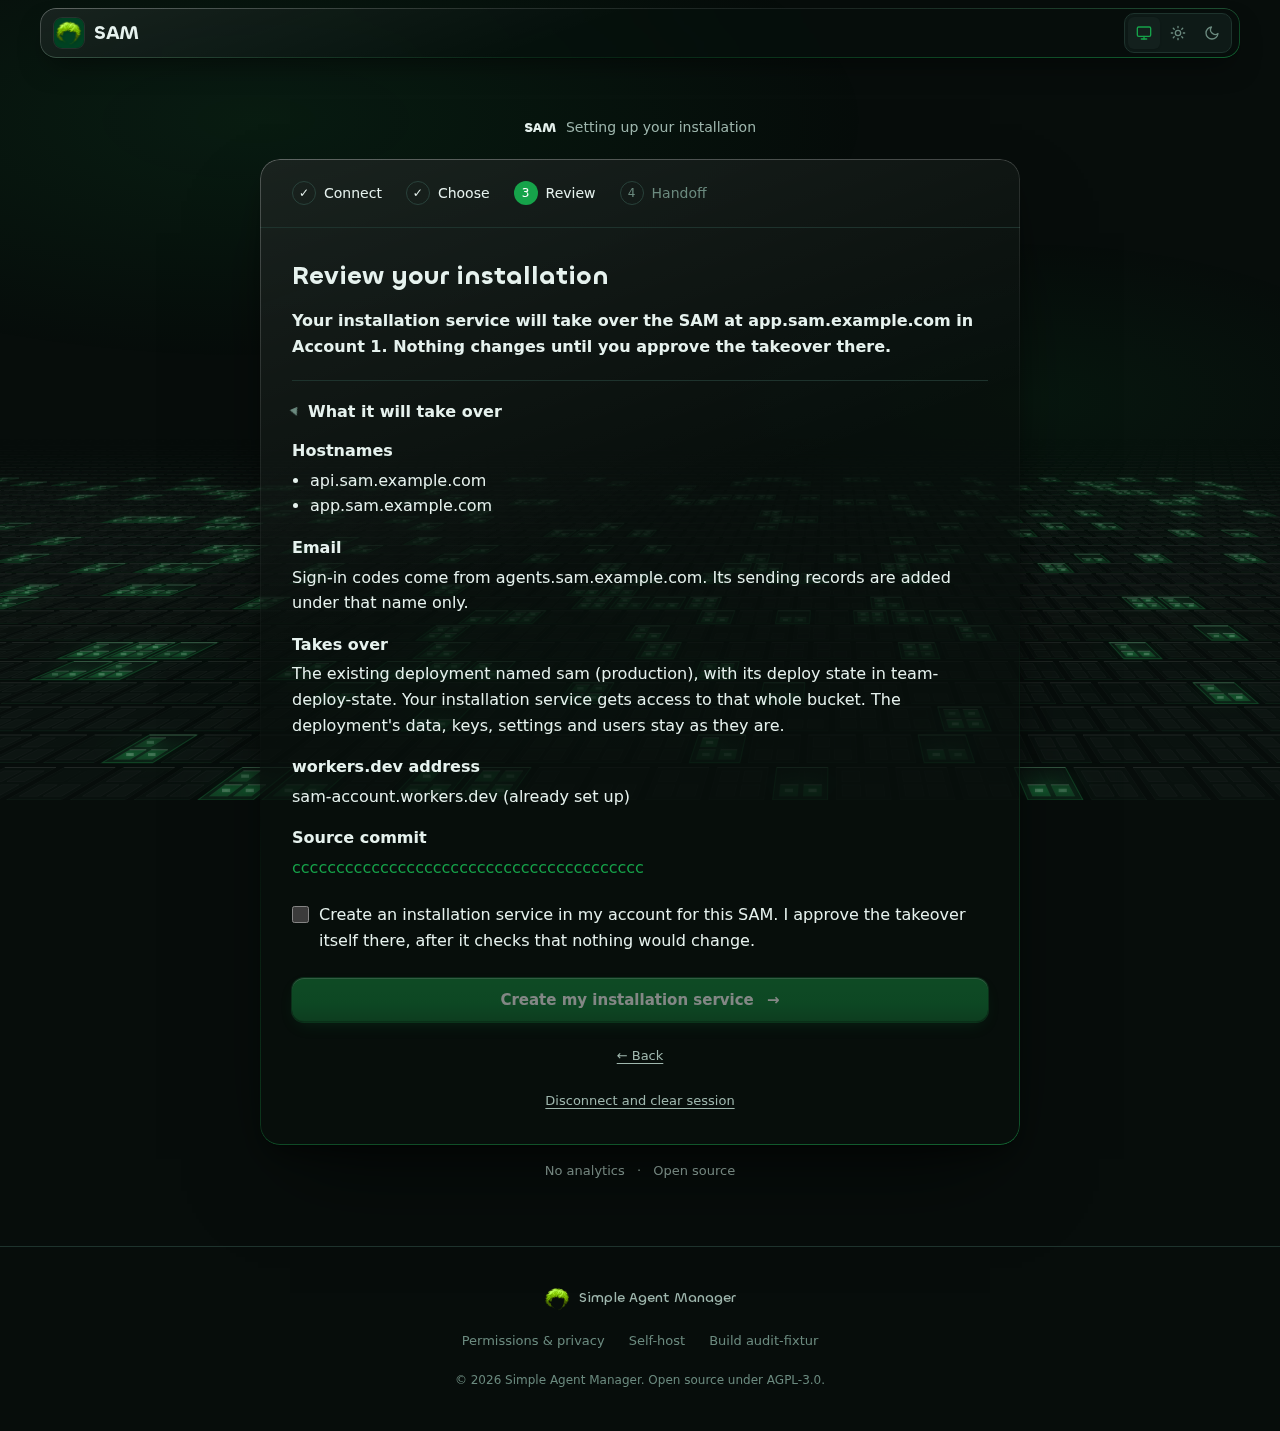 SAM
SAM Setting up your installation
✓ Connect ✓ Choose 3 Review 4 Handoff
Review your installation
Your installation service will take over the SAM at app.sam.example.com in
Account 1. Nothing changes until you approve the takeover there.
What it will take over
Hostnames
• api.sam.example.com
• app.sam.example.com
Email
Sign-in codes come from agents.sam.example.com. Its sending records are added
under that name only.
Takes over
The existing deployment named sam (production), with its deploy state in team-
deploy-state. Your installation service gets access to that whole bucket. The
deployment's data, keys, settings and users stay as they are.
workers.dev address
sam-account.workers.dev (already set up)
Source commit
cccccccccccccccccccccccccccccccccccccccc
Create an installation service in my account for this SAM. I approve the takeover
itself there, after it checks that nothing would change.
Create my installation service →
← Back
Disconnect and clear session
No analytics · Open source
Simple Agent Manager
Permissions & privacy Self-host Build audit-fixtur
© 2026 Simple Agent Manager. Open source under AGPL-3.0.